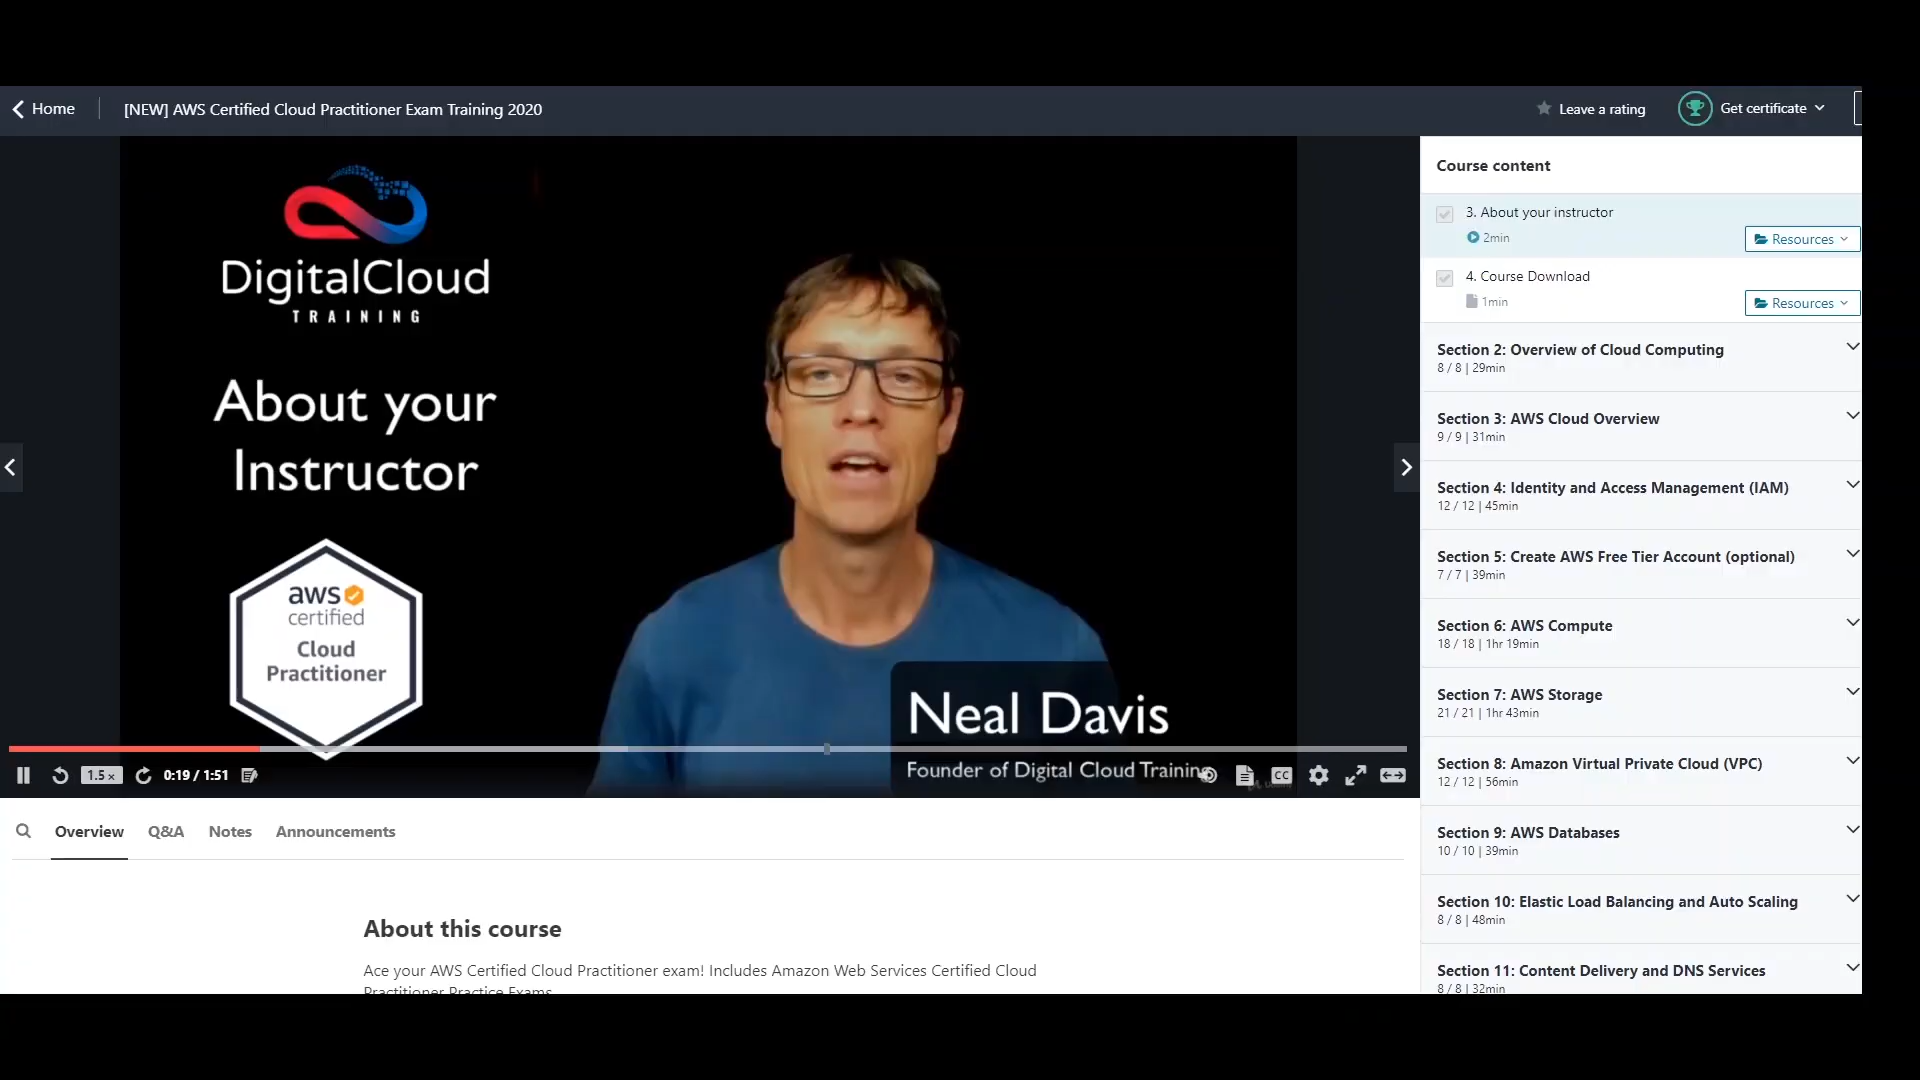 Home
[NEW] AWS Certified Cloud Practitioner Exam Training 2020
Leave a rating
Get certificate
DigitalCloud
TRAINING
About your
Instructor
aws
certified
Cloud
Practitioner
Neal Davis
Founder of Digital Cloud Training
1.5 x
0:19 / 1:51
CC
Overview
Q&A
Notes
Announcements
About this course
Ace your AWS Certified Cloud Practitioner exam! Includes Amazon Web Services Certified Cloud
Practitioner Practice Exams
Course content
3. About your instructor
2min
Resources
4. Course Download
1min
Resources
Section 2: Overview of Cloud Computing
8 / 8 | 29min
Section 3: AWS Cloud Overview
9 / 9 | 31min
Section 4: Identity and Access Management (IAM)
12 / 12 | 45min
Section 5: Create AWS Free Tier Account (optional)
7 / 7 | 39min
Section 6: AWS Compute
18 / 18 | 1hr 19min
Section 7: AWS Storage
21 / 21 | 1hr 43min
Section 8: Amazon Virtual Private Cloud (VPC)
12 / 12 | 56min
Section 9: AWS Databases
10 / 10 | 39min
Section 10: Elastic Load Balancing and Auto Scaling
8 / 8 | 48min
Section 11: Content Delivery and DNS Services
8 / 8 | 32min